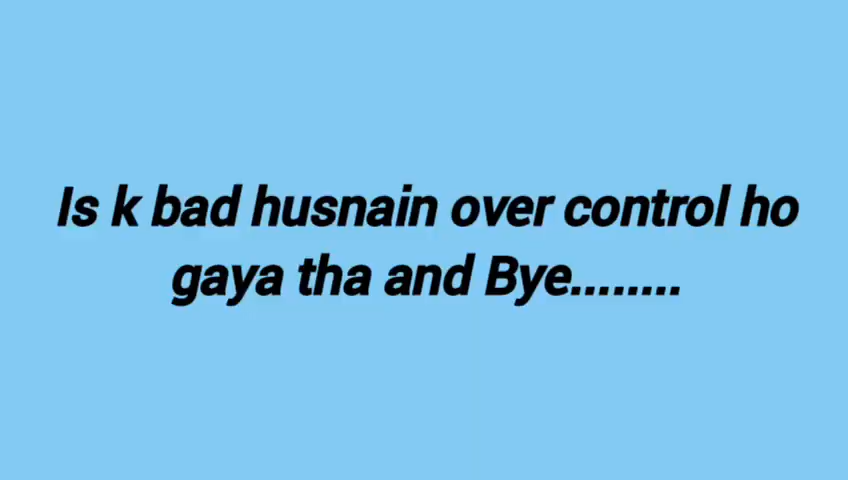 Is k bad husnain over control ho
gaya tha and Bye........